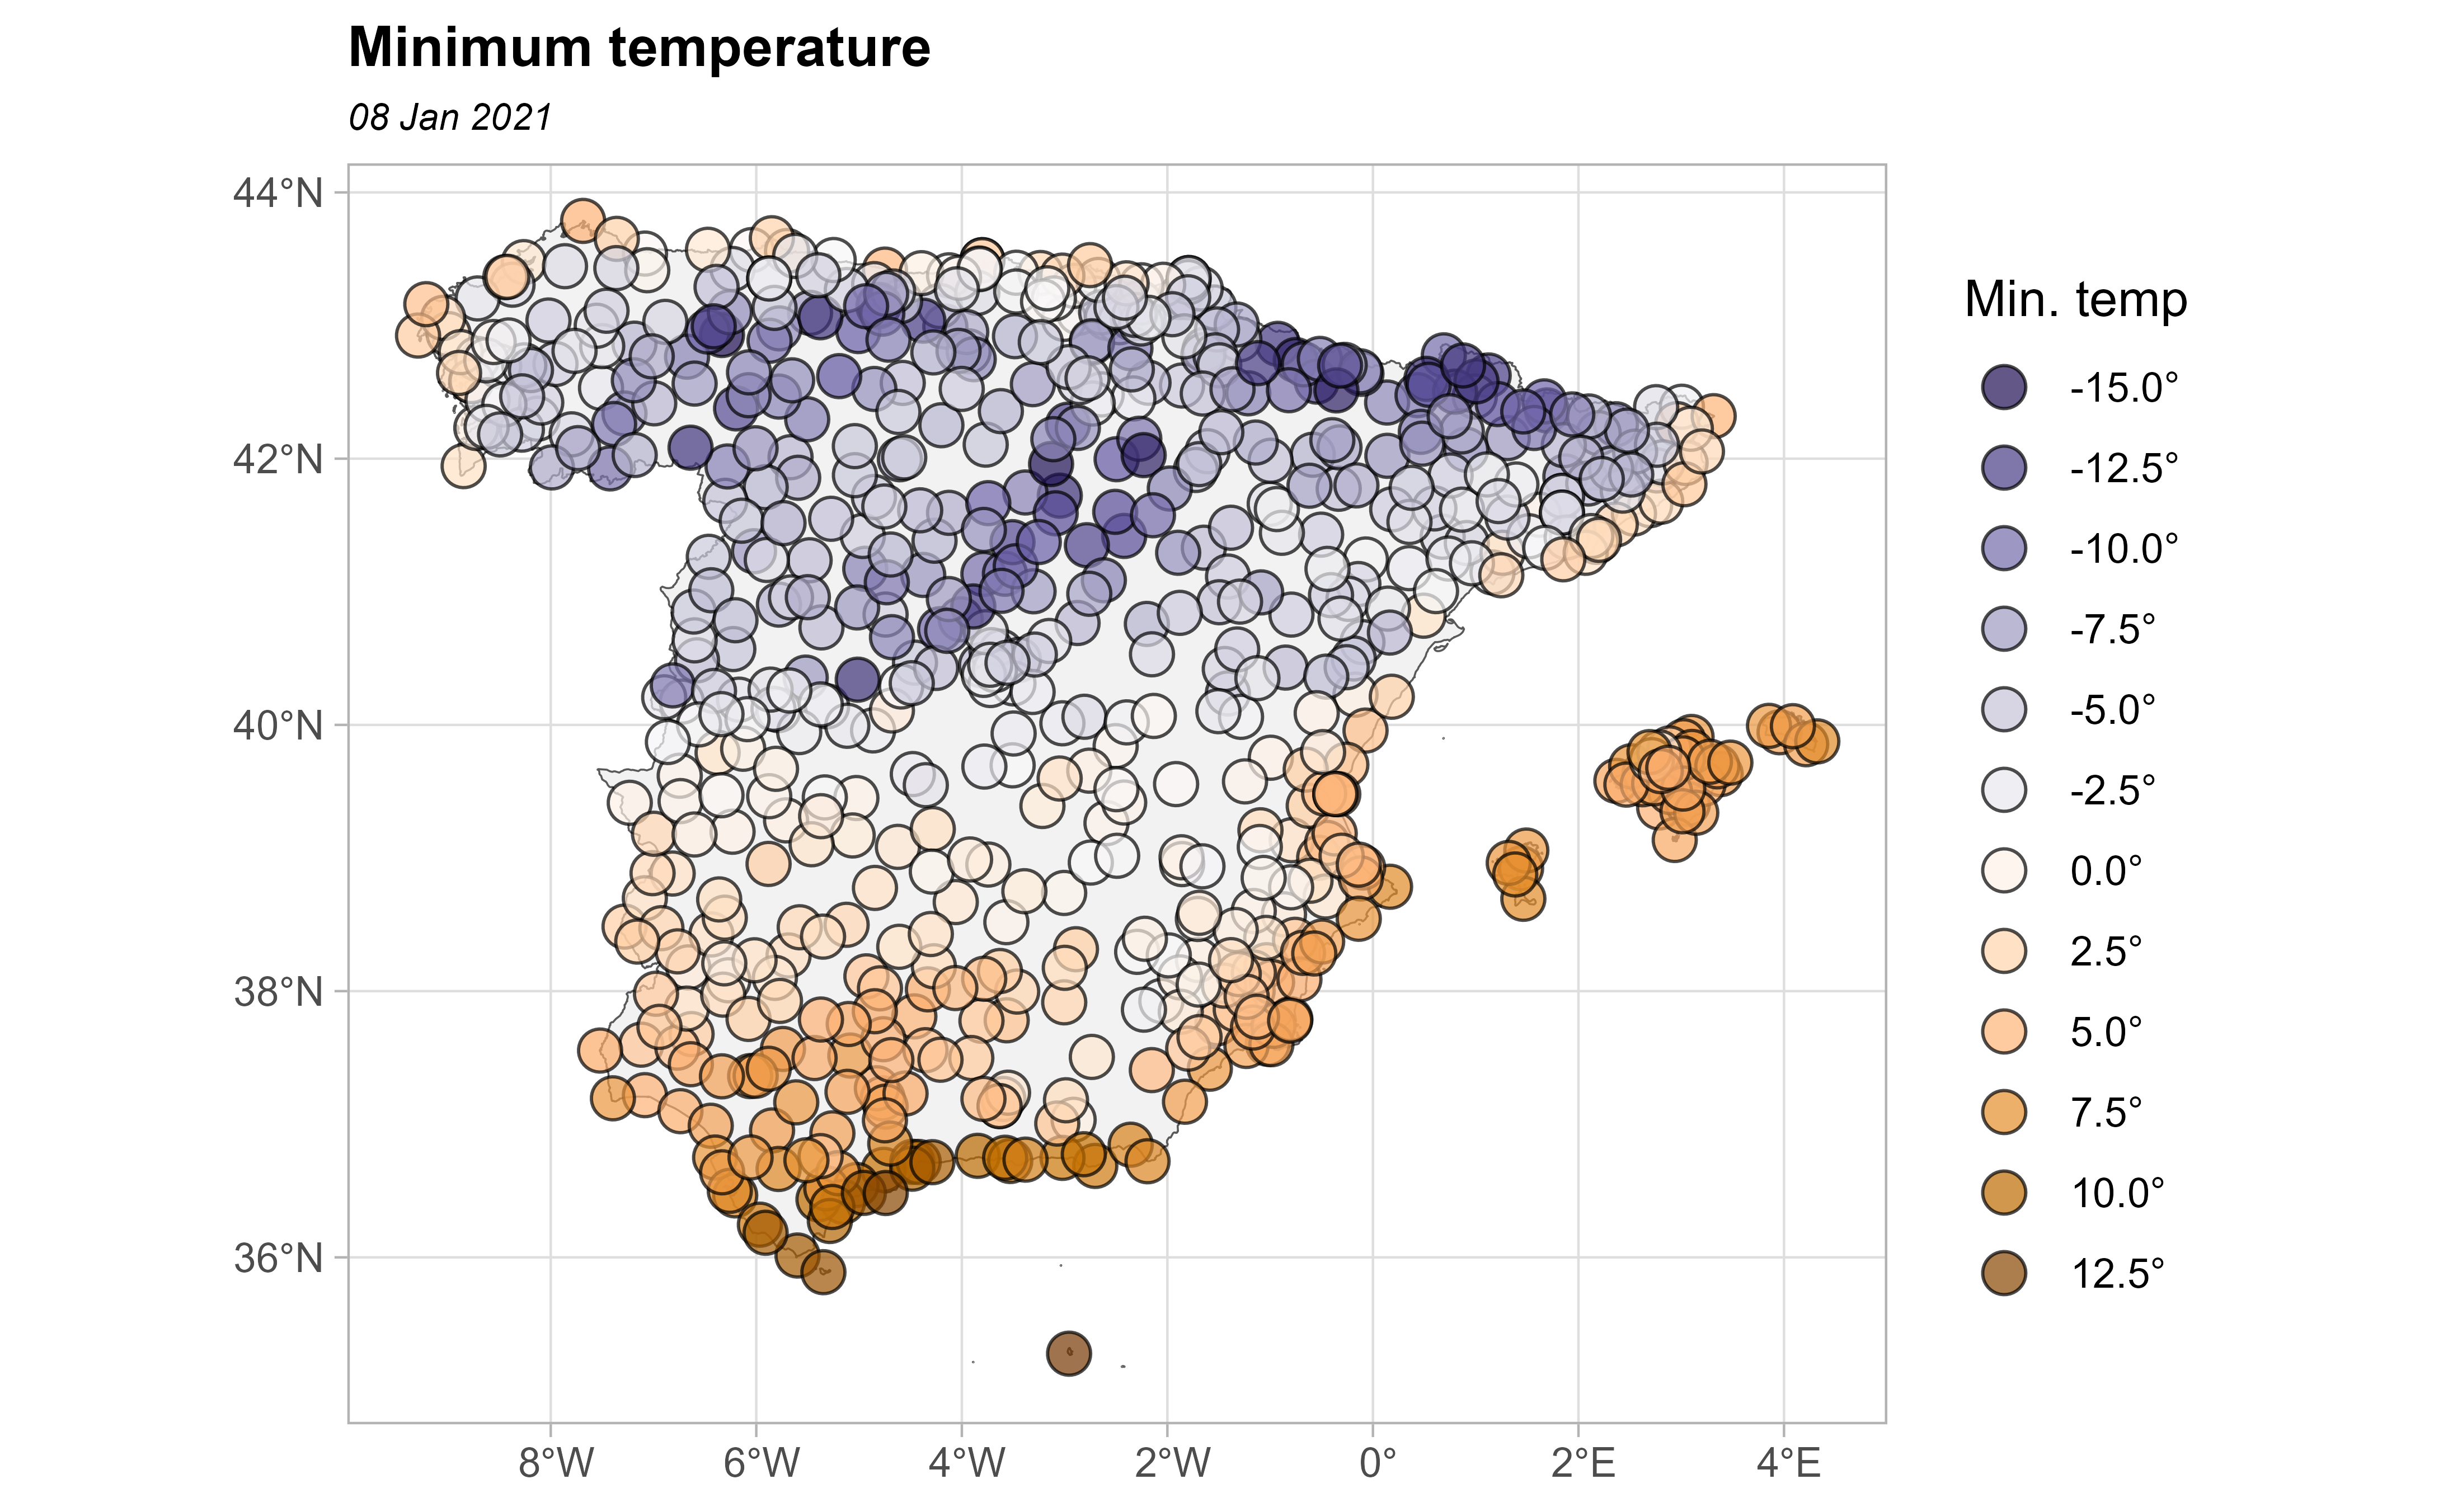 Minimum temperature
08 Jan 2021
44°N
42°N
40°N
38°N
36°N
8°W
6°W
4°W
2°W
0°
2°E
4°E
Min. temp
-15.0°
-12.5°
-10.0°
-7.5°
-5.0°
-2.5°
0.0°
2.5°
5.0°
7.5°
10.0°
12.5°